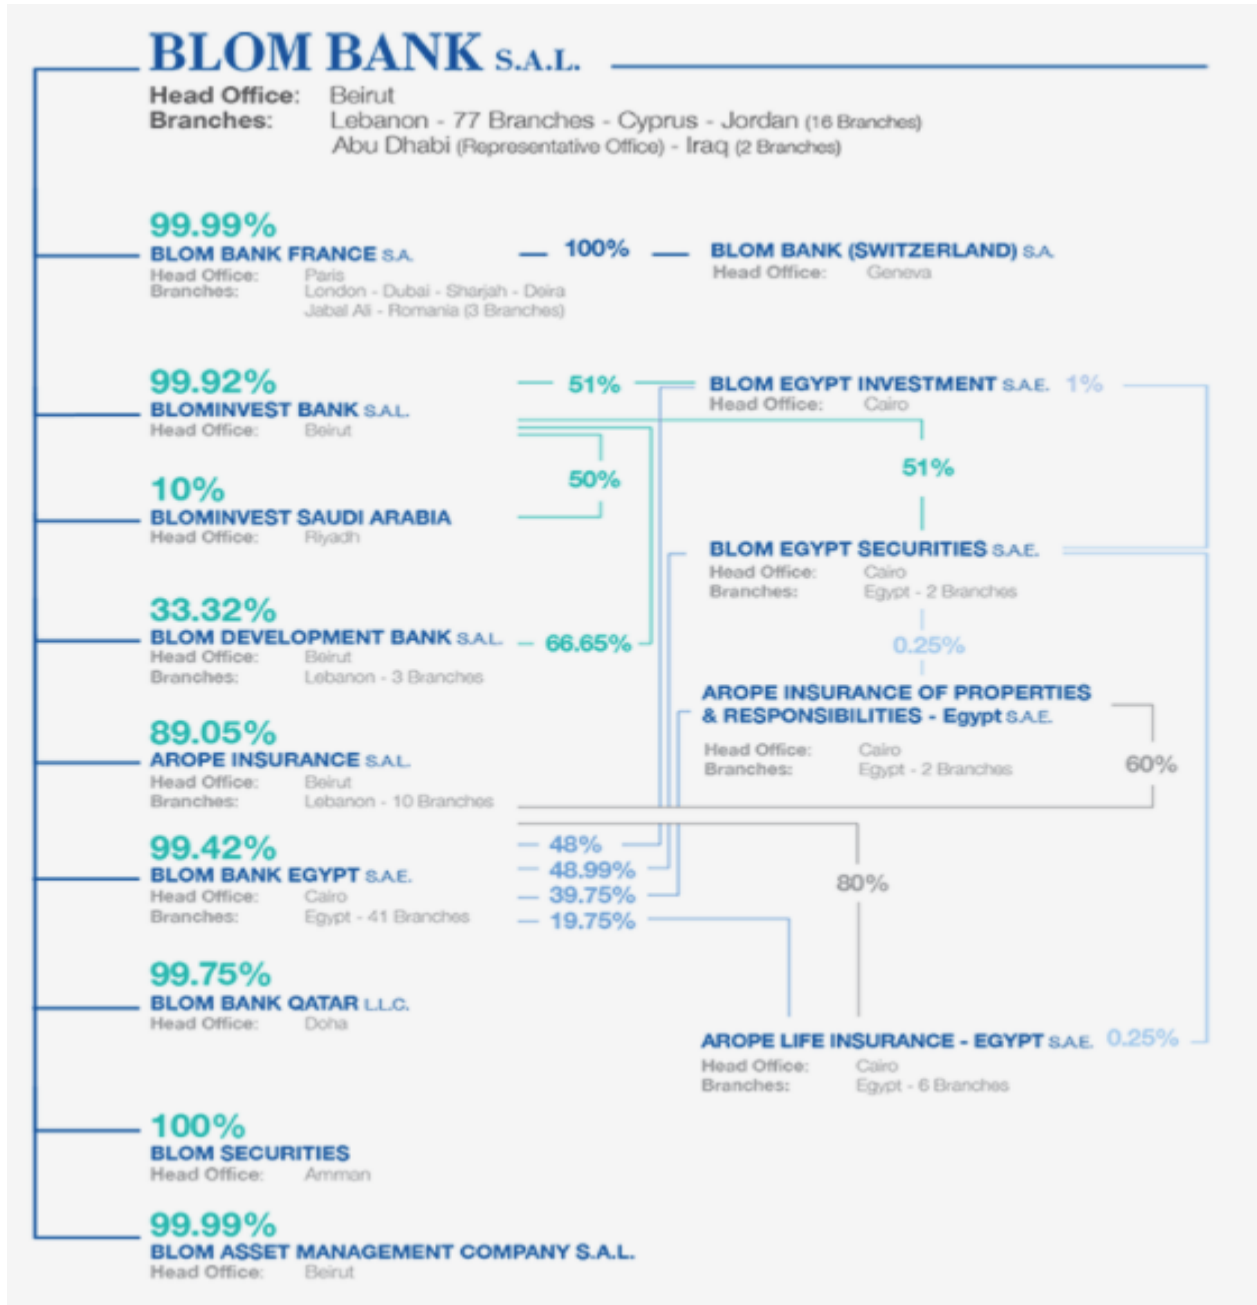 BLOM BANK S.A.L.
Head Office: Beirut
Branches: Lebanon - 77 Branches - Cyprus - Jordan (16 Branches)
Abu Dhabi (Representative Office) - Iraq (2 Branches)
99.99%
BLOM BANK FRANCE S.A.
Head Office: Paris
Branches: London - Dubai - Sharjah - Deira
Jabal Ali - Romania (3 Branches)
100%
BLOM BANK (SWITZERLAND) S.A.
Head Office: Geneva
99.92%
BLOMINVEST BANK S.A.L.
Head Office: Beirut
51%
BLOM EGYPT INVESTMENT S.A.E. 1%
Head Office: Cairo
51%
50%
10%
BLOMINVEST SAUDI ARABIA
Head Office: Riyadh
BLOM EGYPT SECURITIES S.A.E.
Head Office: Cairo
Branches: Egypt - 2 Branches
0.25%
33.32%
BLOM DEVELOPMENT BANK S.A.L.
Head Office: Beirut
Branches: Lebanon - 3 Branches
66.65%
AROPE INSURANCE OF PROPERTIES
& RESPONSIBILITIES - Egypt S.A.E.
Head Office: Cairo
Branches: Egypt - 2 Branches
60%
89.05%
AROPE INSURANCE S.A.L.
Head Office: Beirut
Branches: Lebanon - 10 Branches
99.42%
BLOM BANK EGYPT S.A.E.
Head Office: Cairo
Branches: Egypt - 41 Branches
48%
48.99%
39.75%
19.75%
80%
99.75%
BLOM BANK QATAR L.L.C.
Head Office: Doha
AROPE LIFE INSURANCE - EGYPT S.A.E. 0.25%
Head Office: Cairo
Branches: Egypt - 6 Branches
100%
BLOM SECURITIES
Head Office: Amman
99.99%
BLOM ASSET MANAGEMENT COMPANY S.A.L.
Head Office: Beirut